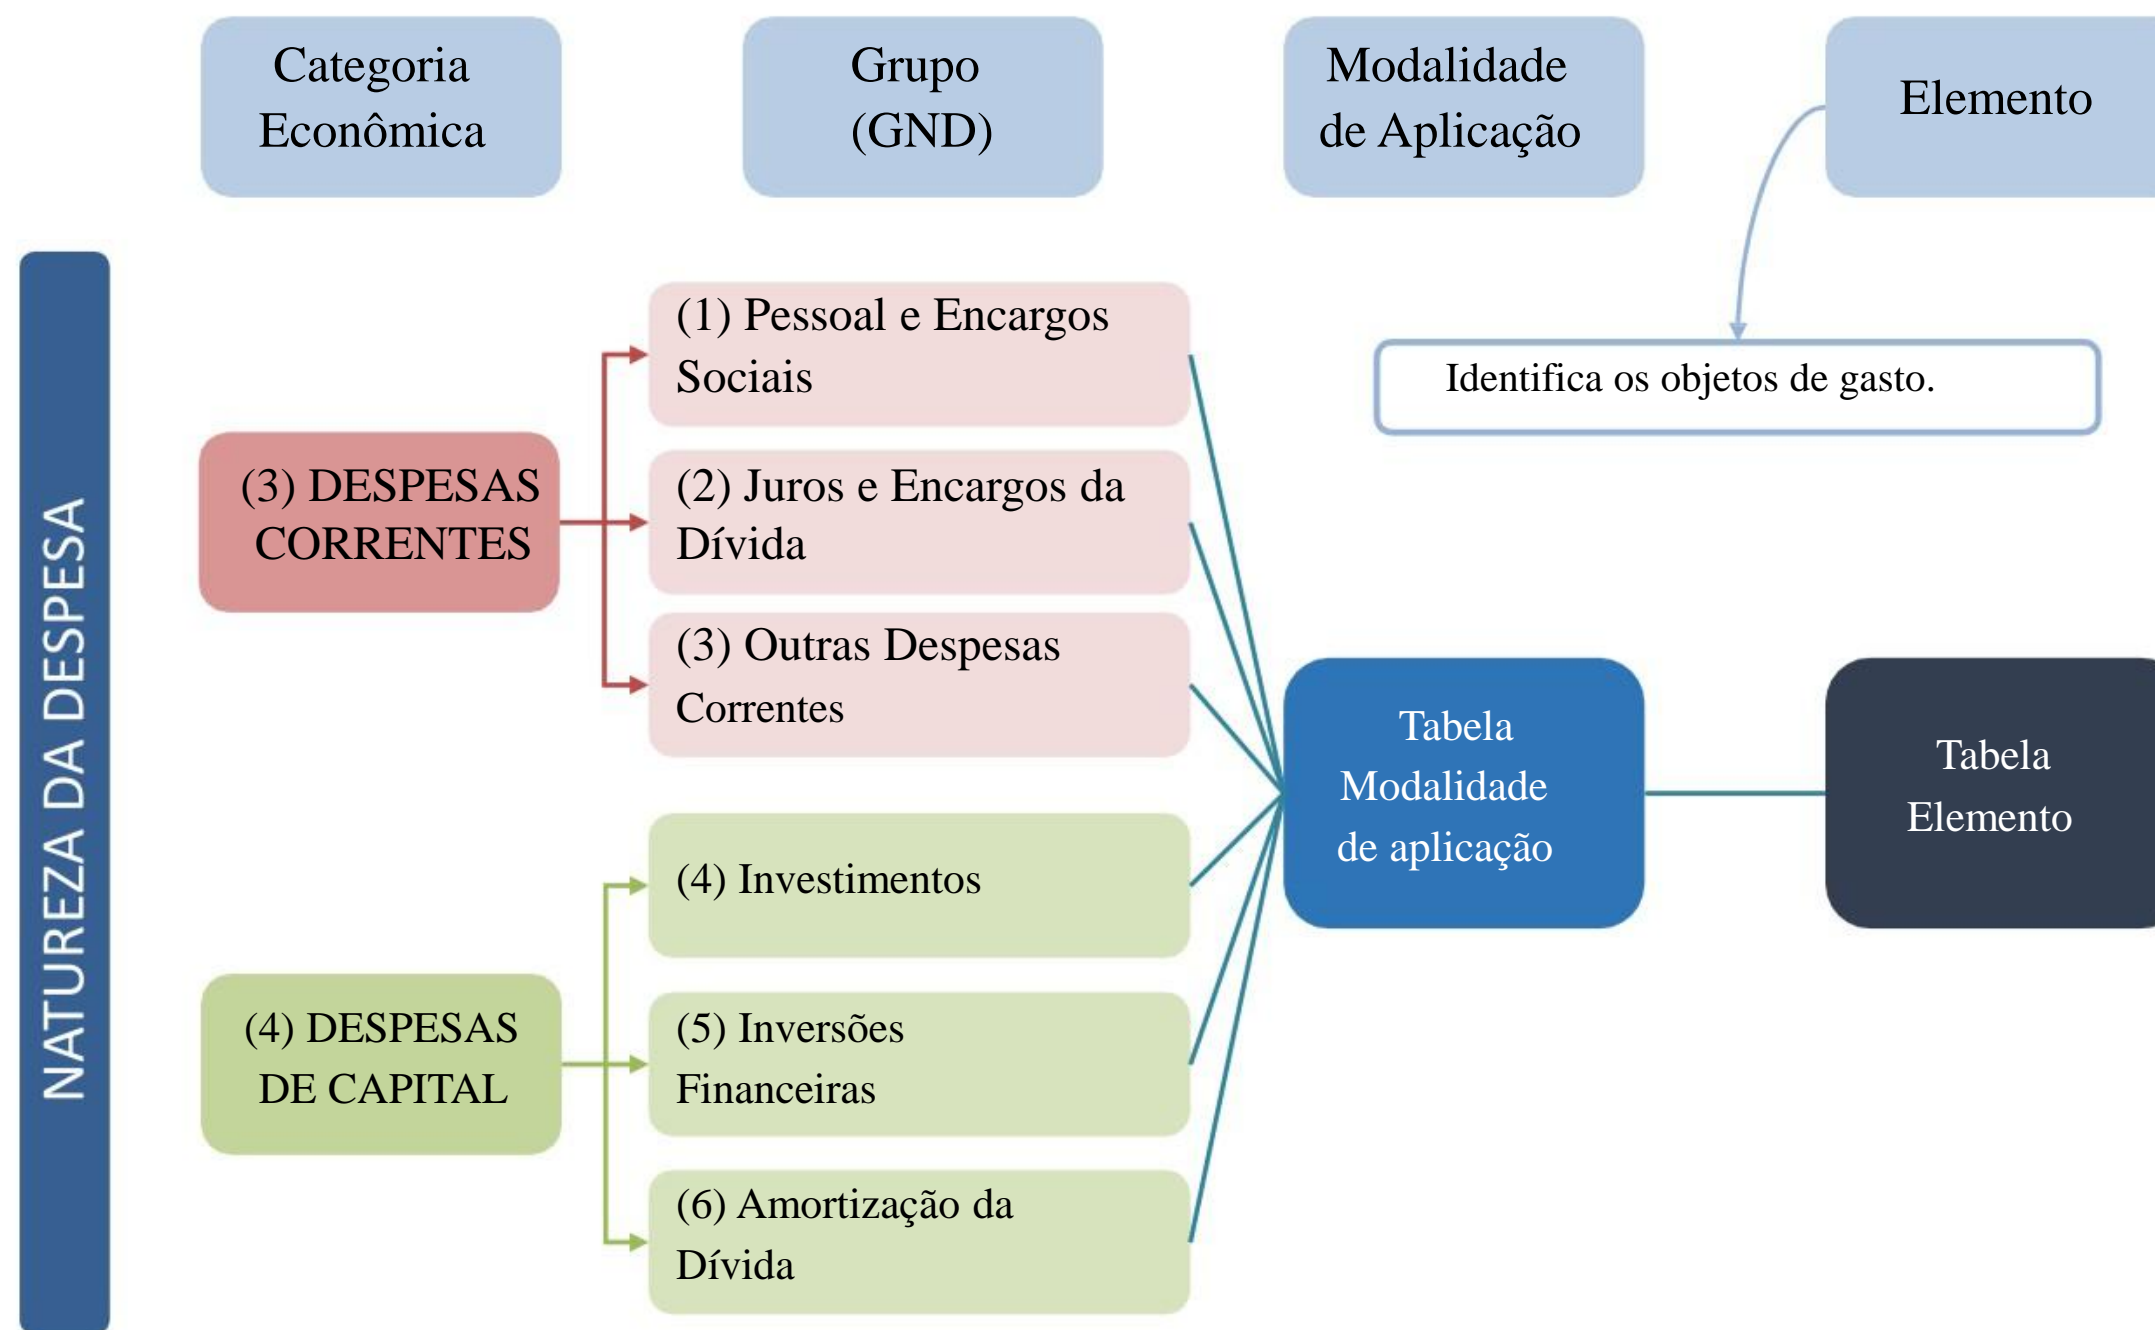 Categoria
Econômica
Grupo
(GND)
Modalidade
de Aplicação
Elemento
Identifica os objetos de gasto.
NATUREZA DA DESPESA
(3) DESPESAS
CORRENTES
(1) Pessoal e Encargos
Sociais
(2) Juros e Encargos da
Dívida
(3) Outras Despesas
Correntes
(4) DESPESAS
DE CAPITAL
(4) Investimentos
(5) Inversões
Financeiras
(6) Amortização da
Dívida
Tabela
Modalidade
de aplicação
Tabela
Elemento